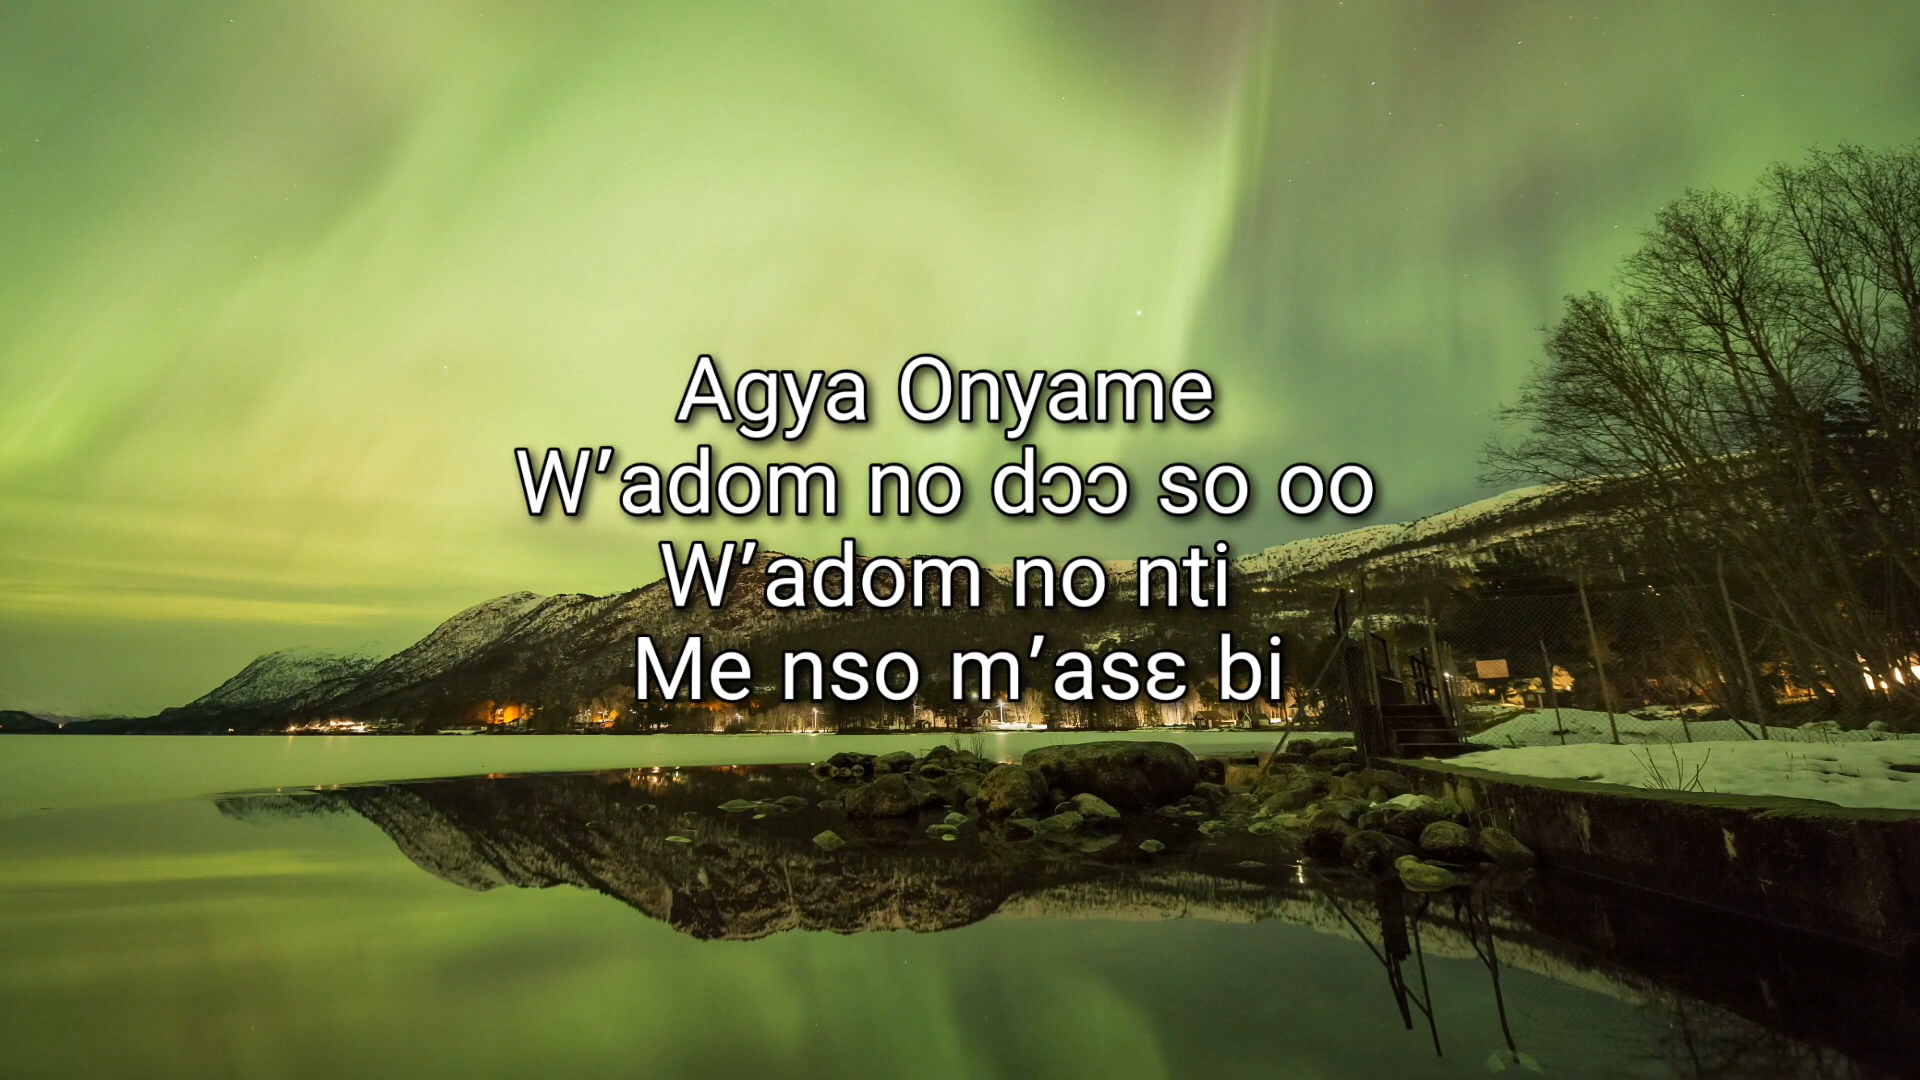 Agya Onyame
W'adom no dɔɔ so oo
W'adom no nti
Me nso m'asɛ bi